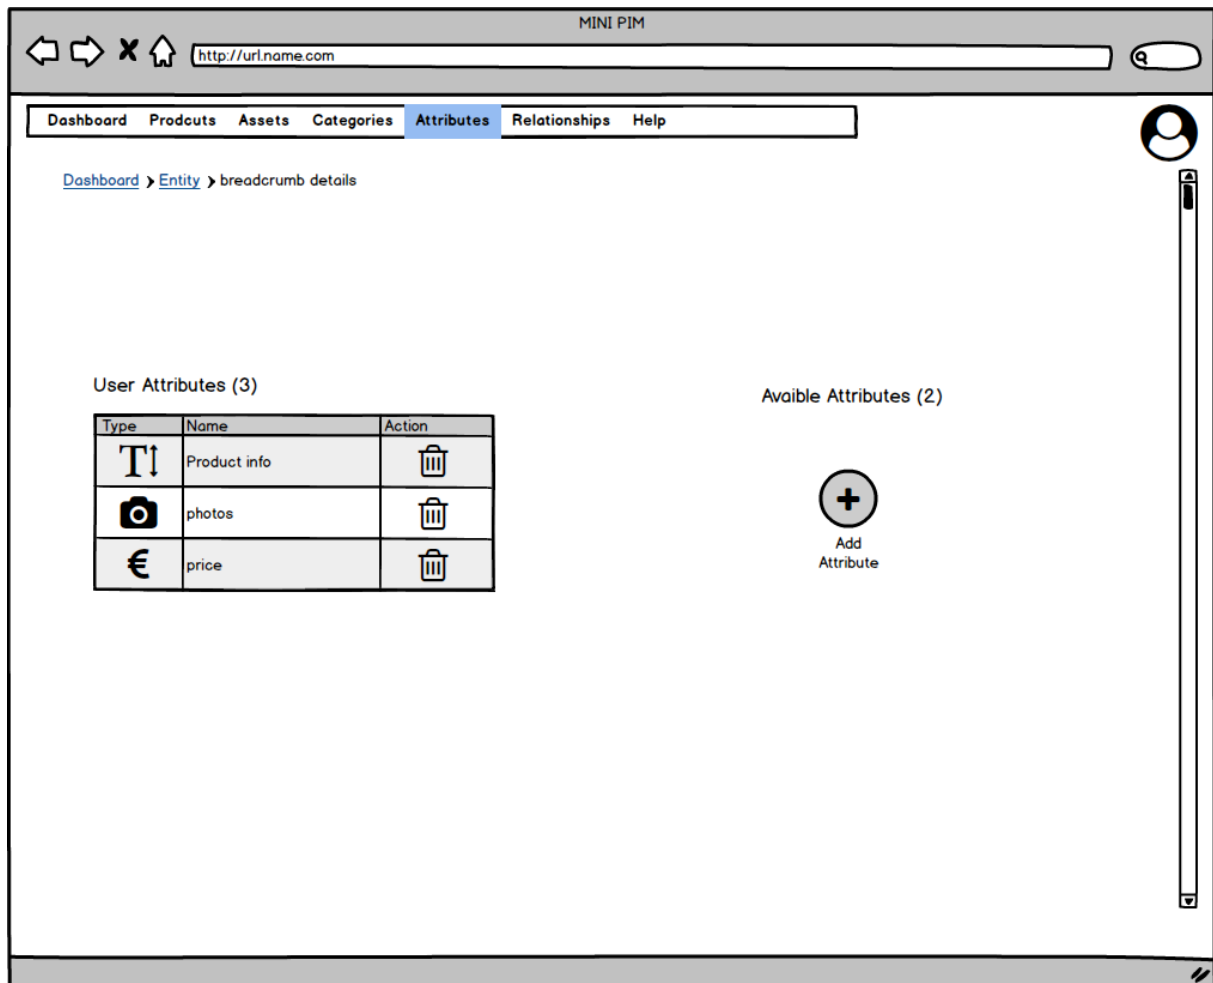 MINI PIM
http://url.name.com
Dashboard Prodcuts Assets Categories Attributes Relationships Help
Dashboard > Entity > breadcrumb details
User Attributes (3)
Avaible Attributes (2)
Type Name Action
T Product info
photos
€ price
Add
Attribute